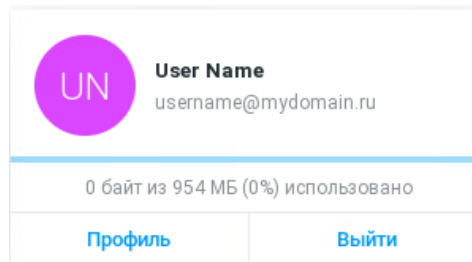 UN
User Name
username@mydomain.ru
0 байт из 954 МБ (0%) использовано
Профиль Выйти